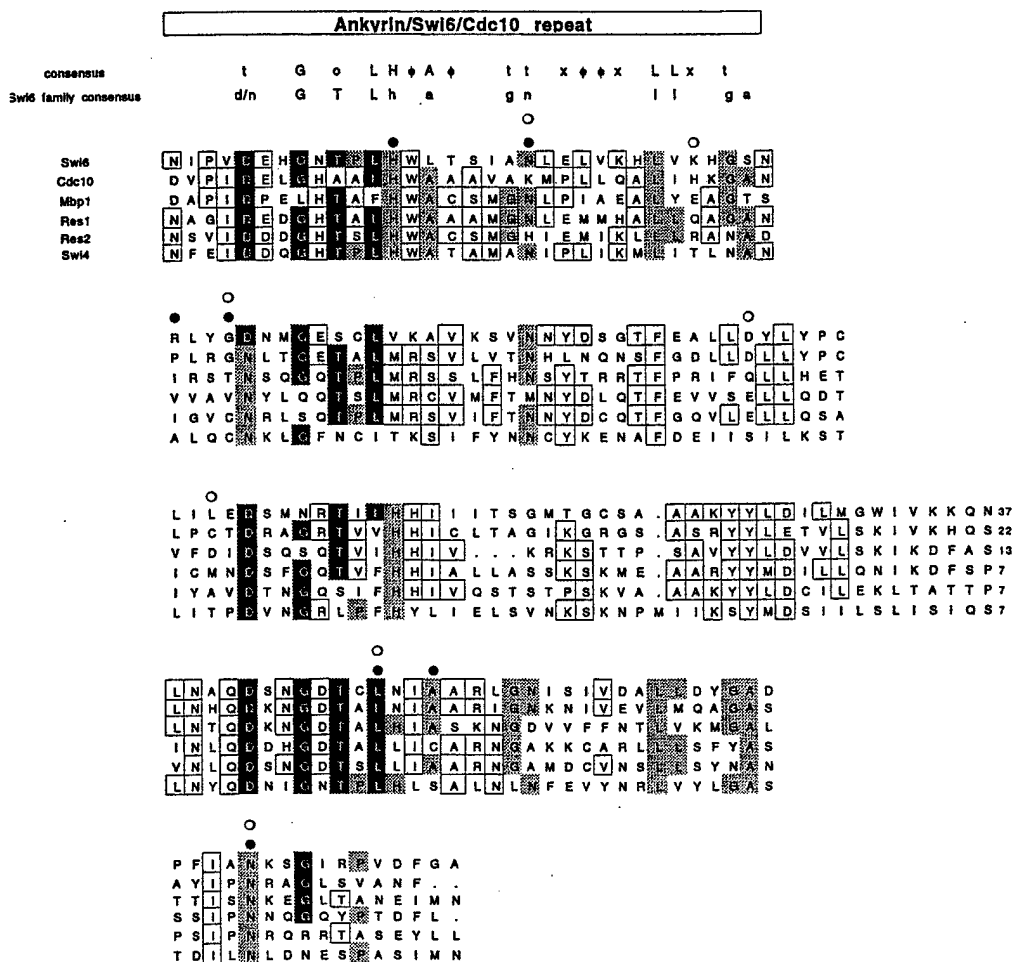 Ankyrin/Swi6/Cdc10 repeat
consensus t G o L H ϕ A ϕ t t x ϕ ϕ x L L x t
Swi6 family consensus d/n G T L h a g n l l g a
Swi6 N I P V D E H G N T P L H W L T S I A N L E L V K H L V K H G S N
Cdc10 D V P I D E L G H A A L H W A A A V A K M P L L Q A L I H K G A N
Mbp1 D A P I D P E L H T A F H W A C S M G N L P I A E A L Y E A G T S
Res1 N A G I D E D G H T A L H W A A A M G N L E M M H A L L Q A G A N
Res2 N S V I D D D G H T S L H W A C S M G H I E M I K L L L R A N A D
Swi4 N F E I D D Q G H T P L H W A T A M A N I P L I K M L I T L N A N
R L Y G D N M G E S C L V K A V K S V N N Y D S G T F E A L L D Y L Y P C
P L R G N L T G E T A L M R S V L V T N H L N Q N S F G D L L D L L Y P C
I R S T N S Q G Q T P L M R S S L F H N S Y T R R T F P R I F Q L L H E T
V V A V N Y L Q Q T S L M R C V M F T M N Y D L Q T F E V V S E L L Q D T
I G V C N R L S Q T P L M R S V I F T N N Y D C Q T F G Q V L E L L Q S A
A L Q C N K L G F N C I T K S I F Y N N C Y K E N A F D E I I S I L K S T
L I L E D S M N R T I L H H I I I T S G M T G C S A . A A K Y Y L D I L M G W I V K K Q N 37
L P C T D R A G R T V V H H I C L T A G I K G R G S . A S R Y Y L E T V L S K I V K H Q S 22
V F D I D S Q S Q T V I H H I V . . . K R K S T T P . S A V Y Y L D V V L S K I K D F A S 13
I C M N D S F G Q T V F H H I A L L A S S K S K M E . A A R Y Y M D I L L Q N I K D F S P 7
I Y A V D T N G Q S I F H H I V Q S T S T P S K V A . A A K Y Y L D C I L E K L T A T T P 7
L I T P D V N G R L P F H Y L I E L S V N K S K N P M I I K S Y M D S I I L S L I S I Q S 7
L N A Q D S N G D T C L N I A A R L G N I S I V D A L L D Y G A D
L N H Q D K N G D T A L N I A A R I G N K N I V E V L M Q A G A S
L N T Q D K N G D T A L H I A S K N G D V V F F N T L V K M G A L
I N L Q D D H G D T A L L I C A R N G A K K C A R L L L S F Y A S
V N L Q D S N G D T S L L I A A R N G A M D C V N S L L S Y N A N
L N Y Q D N I G N T P L H L S A L N L N F E V Y N R L V Y L G A S
P F I A N K S G I R P V D F G A
A Y I P N R A G L S V A N F . .
T T I S N K E G L T A N E I M N
S S I P N N Q G Q Y P T D F L .
P S I P N R Q R R T A S E Y L L
T D I L N L D N E S P A S I M N